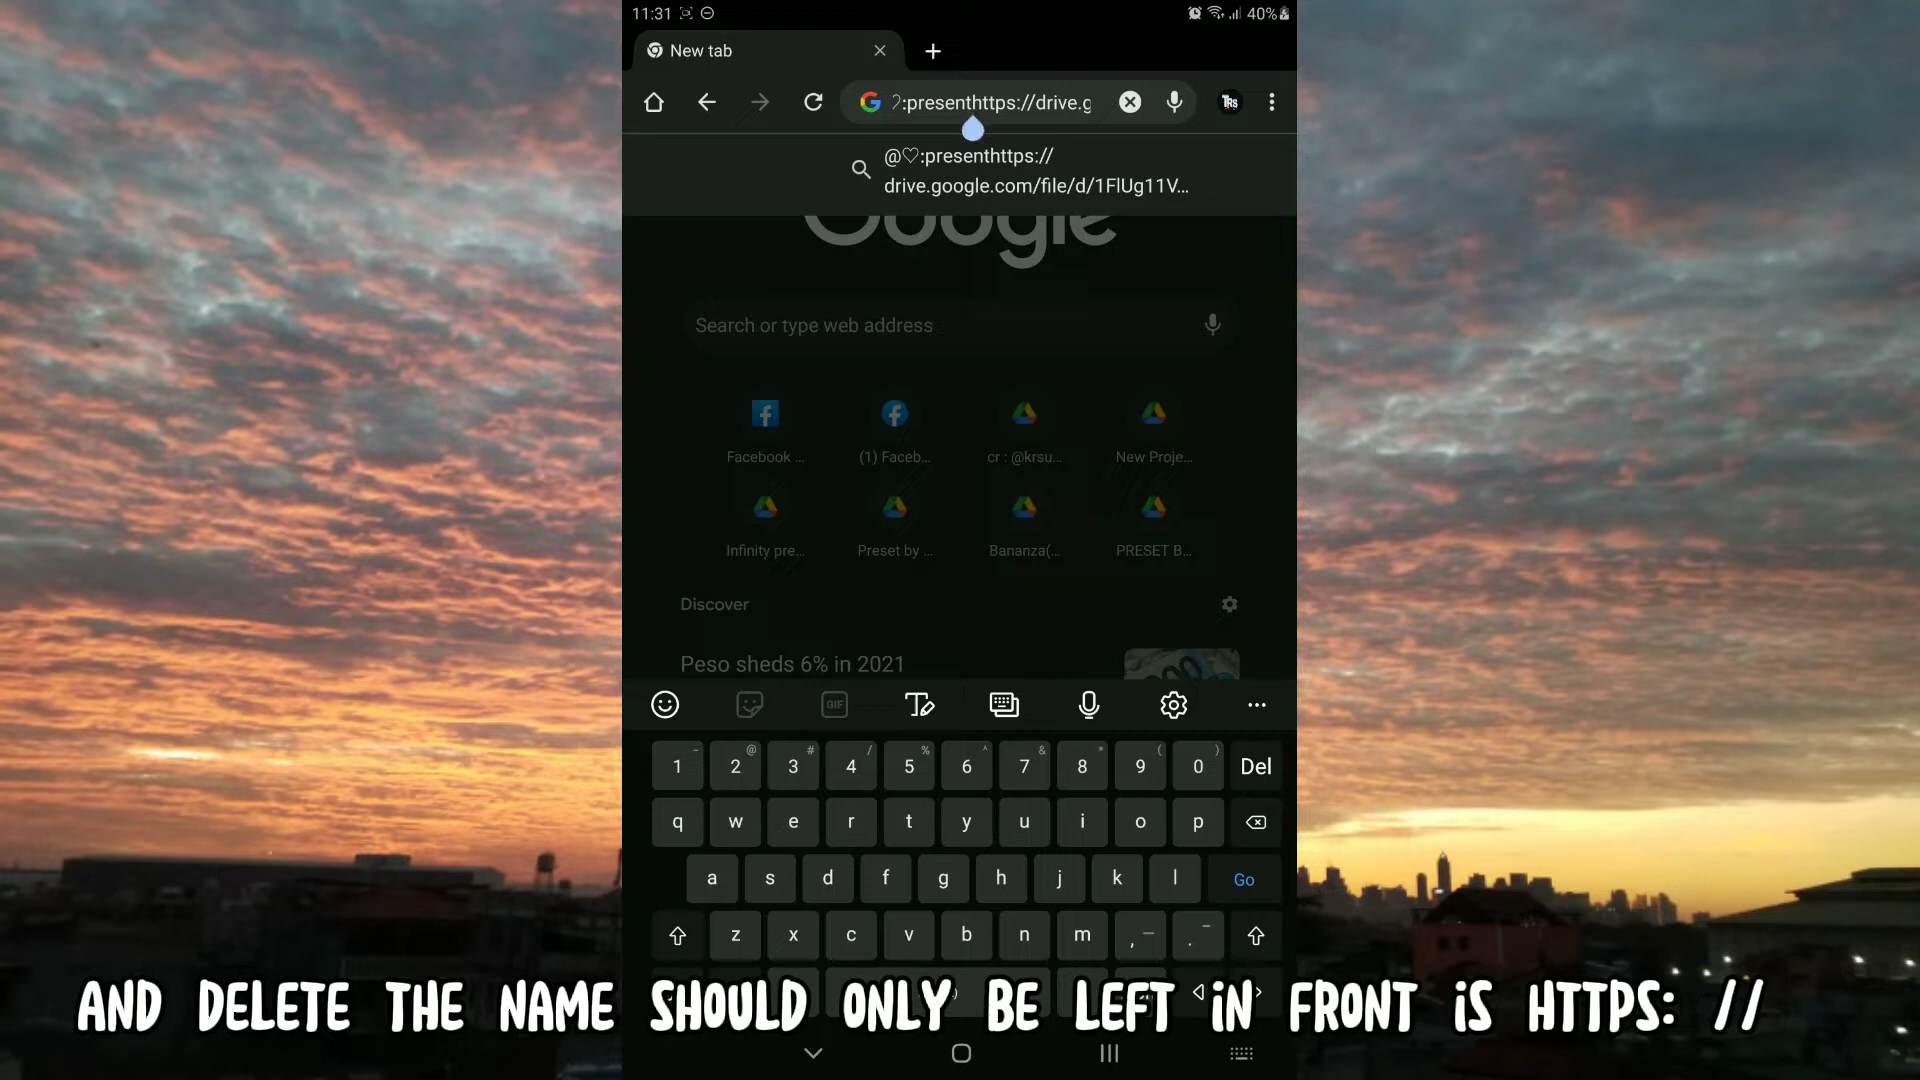 11:31
40%
New tab
:presenthttps://drive.g
TRs
@♡:presenthttps://
drive.google.com/file/d/1FlUg11V...
Google
Search or type web address
Facebook ...
(1) Faceb...
cr : @krsu...
New Proje...
Infinity pre...
Preset by ...
Bananza(...
PRESET B...
Discover
Peso sheds 6% in 2021
GIF
1 2 3 4 5 6 7 8 9 0 Del
q w e r t y u i o p
a s d f g h j k l Go
z x c v b n m , .
AND DELETE THE NAME SHOULD ONLY BE LEFT IN FRONT IS HTTPS: //